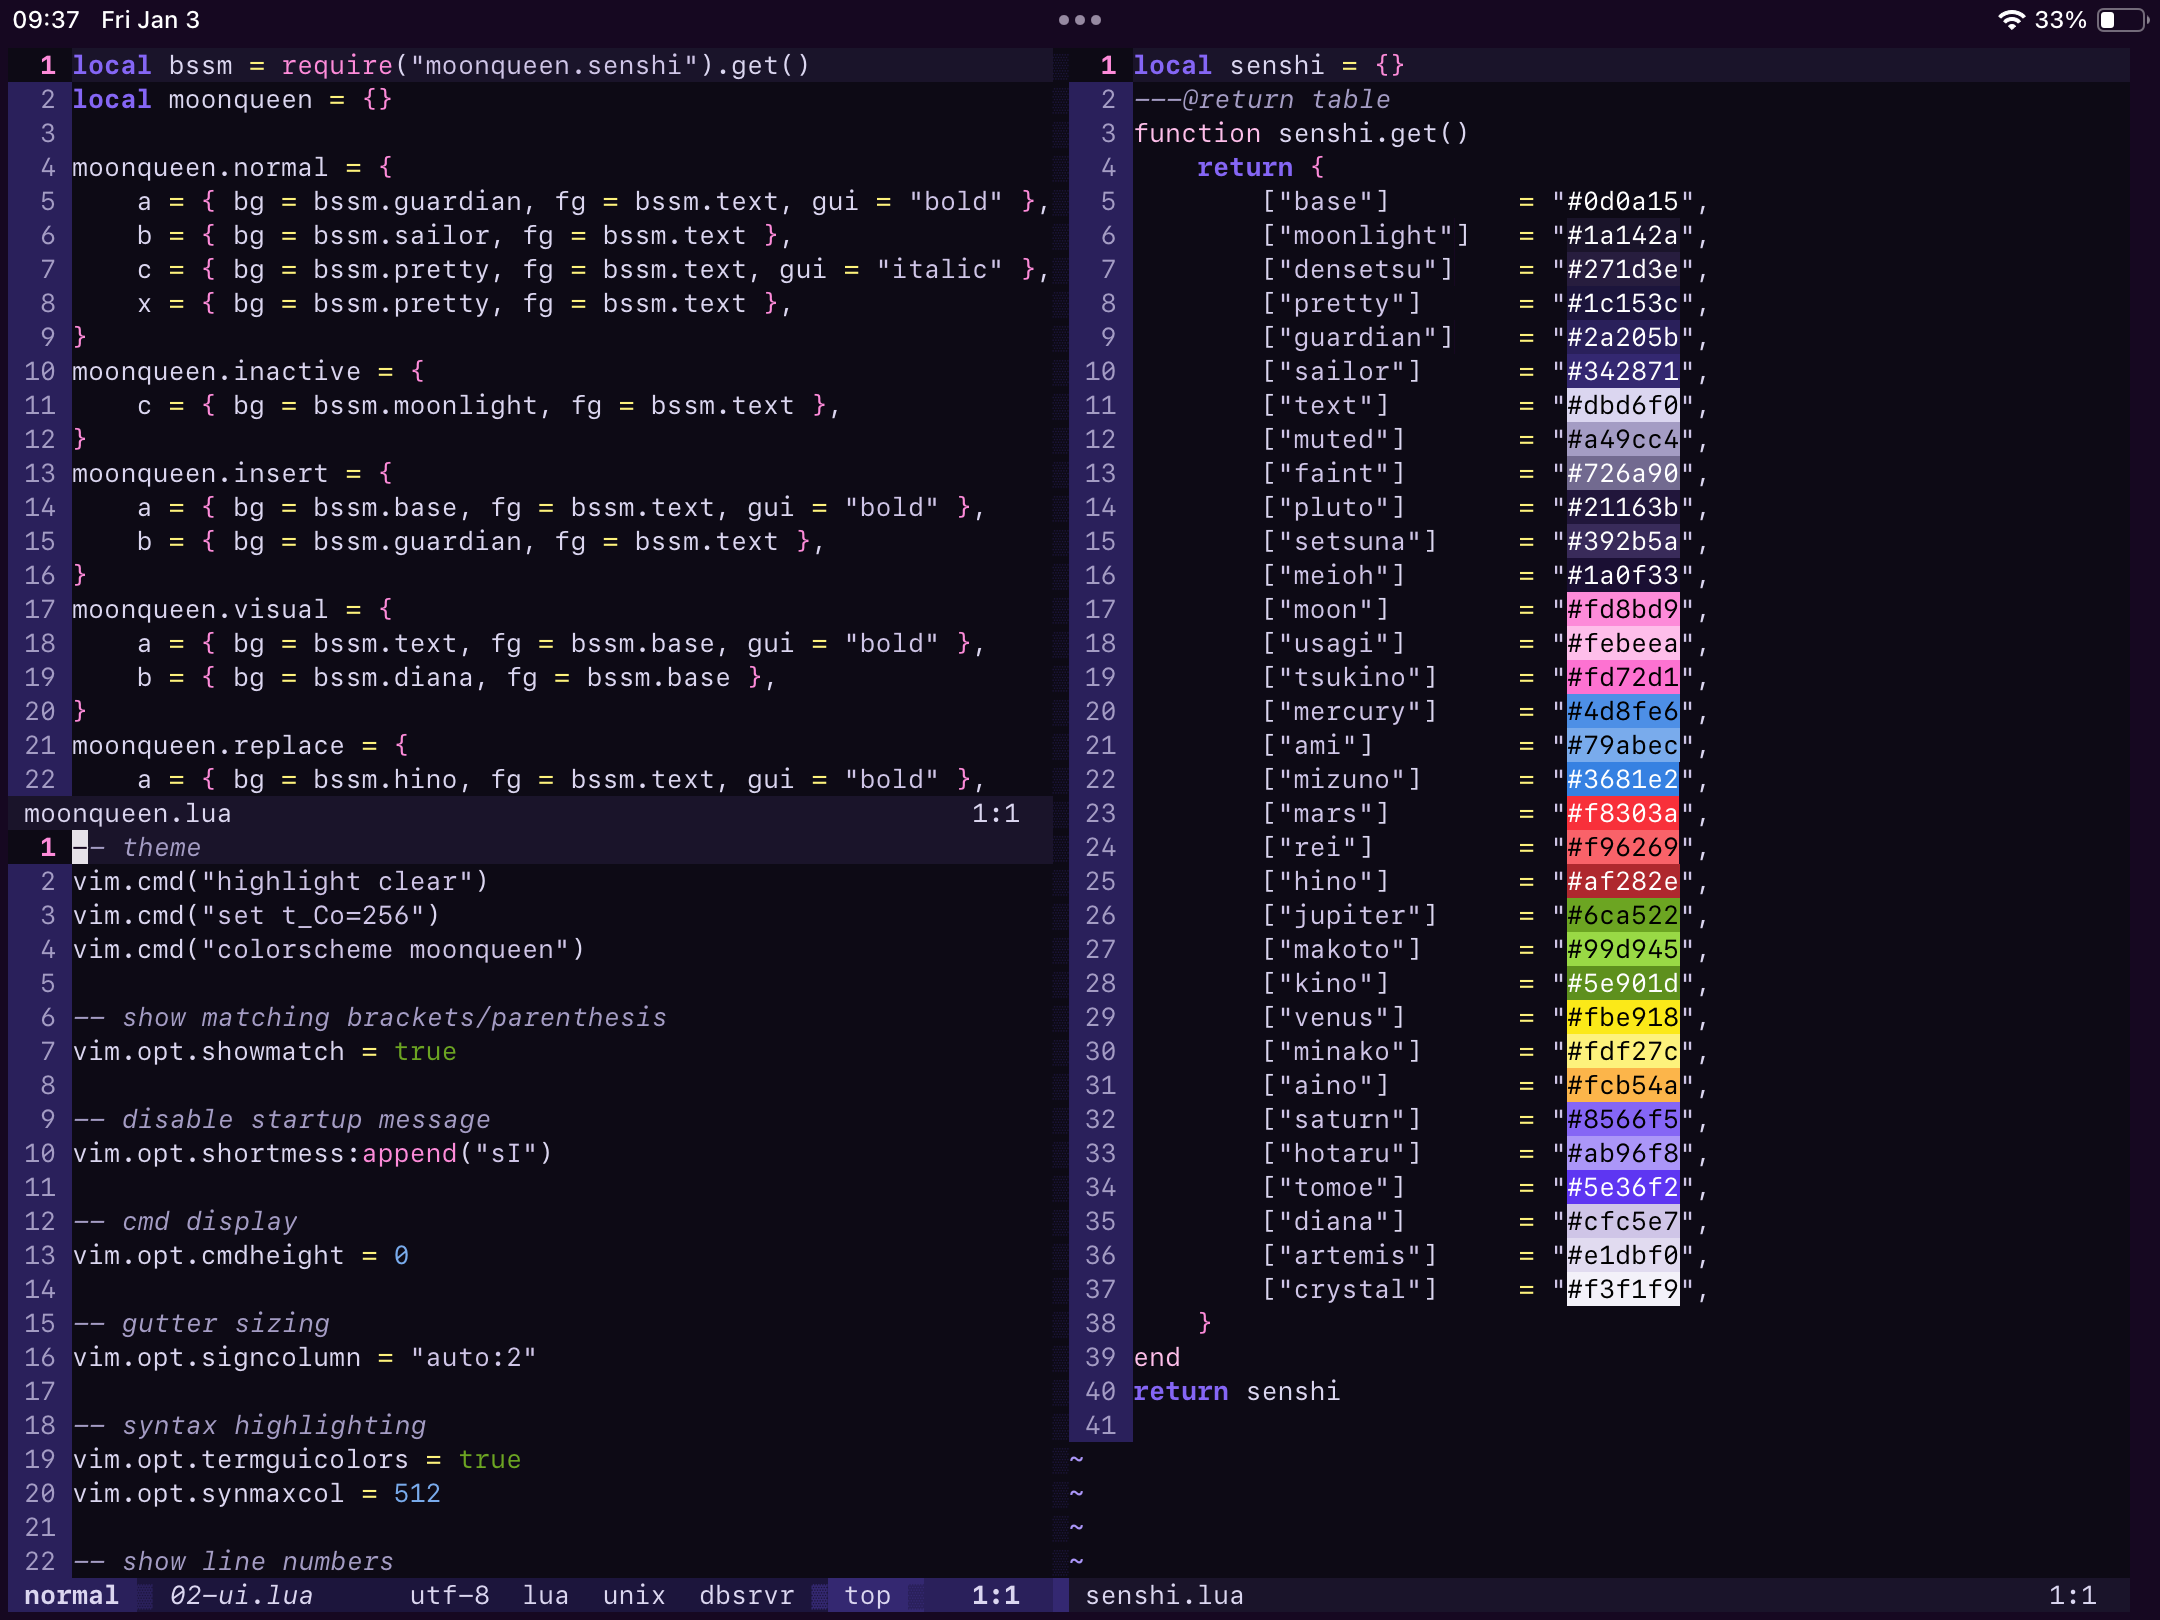 09:37 Fri Jan 3
33%
1 local bssm = require("moonqueen.senshi").get()
2 local moonqueen = {}
3
4 moonqueen.normal = {
5     a = { bg = bssm.guardian, fg = bssm.text, gui = "bold" },
6     b = { bg = bssm.sailor, fg = bssm.text },
7     c = { bg = bssm.pretty, fg = bssm.text, gui = "italic" },
8     x = { bg = bssm.pretty, fg = bssm.text },
9 }
10 moonqueen.inactive = {
11     c = { bg = bssm.moonlight, fg = bssm.text },
12 }
13 moonqueen.insert = {
14     a = { bg = bssm.base, fg = bssm.text, gui = "bold" },
15     b = { bg = bssm.guardian, fg = bssm.text },
16 }
17 moonqueen.visual = {
18     a = { bg = bssm.text, fg = bssm.base, gui = "bold" },
19     b = { bg = bssm.diana, fg = bssm.base },
20 }
21 moonqueen.replace = {
22     a = { bg = bssm.hino, fg = bssm.text, gui = "bold" },
moonqueen.lua 1:1
1 -- theme
2 vim.cmd("highlight clear")
3 vim.cmd("set t_Co=256")
4 vim.cmd("colorscheme moonqueen")
5
6 -- show matching brackets/parenthesis
7 vim.opt.showmatch = true
8
9 -- disable startup message
10 vim.opt.shortmess:append("sI")
11
12 -- cmd display
13 vim.opt.cmdheight = 0
14
15 -- gutter sizing
16 vim.opt.signcolumn = "auto:2"
17
18 -- syntax highlighting
19 vim.opt.termguicolors = true
20 vim.opt.synmaxcol = 512
21
22 -- show line numbers
normal 02-ui.lua utf-8 lua unix dbsrvr top 1:1
1 local senshi = {}
2 ---@return table
3 function senshi.get()
4     return {
5         ["base"]        = "#0d0a15",
6         ["moonlight"]   = "#1a142a",
7         ["densetsu"]    = "#271d3e",
8         ["pretty"]      = "#1c153c",
9         ["guardian"]    = "#2a205b",
10         ["sailor"]      = "#342871",
11         ["text"]        = "#dbd6f0",
12         ["muted"]       = "#a49cc4",
13         ["faint"]       = "#726a90",
14         ["pluto"]       = "#21163b",
15         ["setsuna"]     = "#392b5a",
16         ["meioh"]       = "#1a0f33",
17         ["moon"]        = "#fd8bd9",
18         ["usagi"]       = "#febeea",
19         ["tsukino"]     = "#fd72d1",
20         ["mercury"]     = "#4d8fe6",
21         ["ami"]         = "#79abec",
22         ["mizuno"]      = "#3681e2",
23         ["mars"]        = "#f8303a",
24         ["rei"]         = "#f96269",
25         ["hino"]        = "#af282e",
26         ["jupiter"]     = "#6ca522",
27         ["makoto"]      = "#99d945",
28         ["kino"]        = "#5e901d",
29         ["venus"]       = "#fbe918",
30         ["minako"]      = "#fdf27c",
31         ["aino"]        = "#fcb54a",
32         ["saturn"]      = "#8566f5",
33         ["hotaru"]      = "#ab96f8",
34         ["tomoe"]       = "#5e36f2",
35         ["diana"]       = "#cfc5e7",
36         ["artemis"]     = "#e1dbf0",
37         ["crystal"]     = "#f3f1f9",
38     }
39 end
40 return senshi
41
~
~
~
~
senshi.lua 1:1